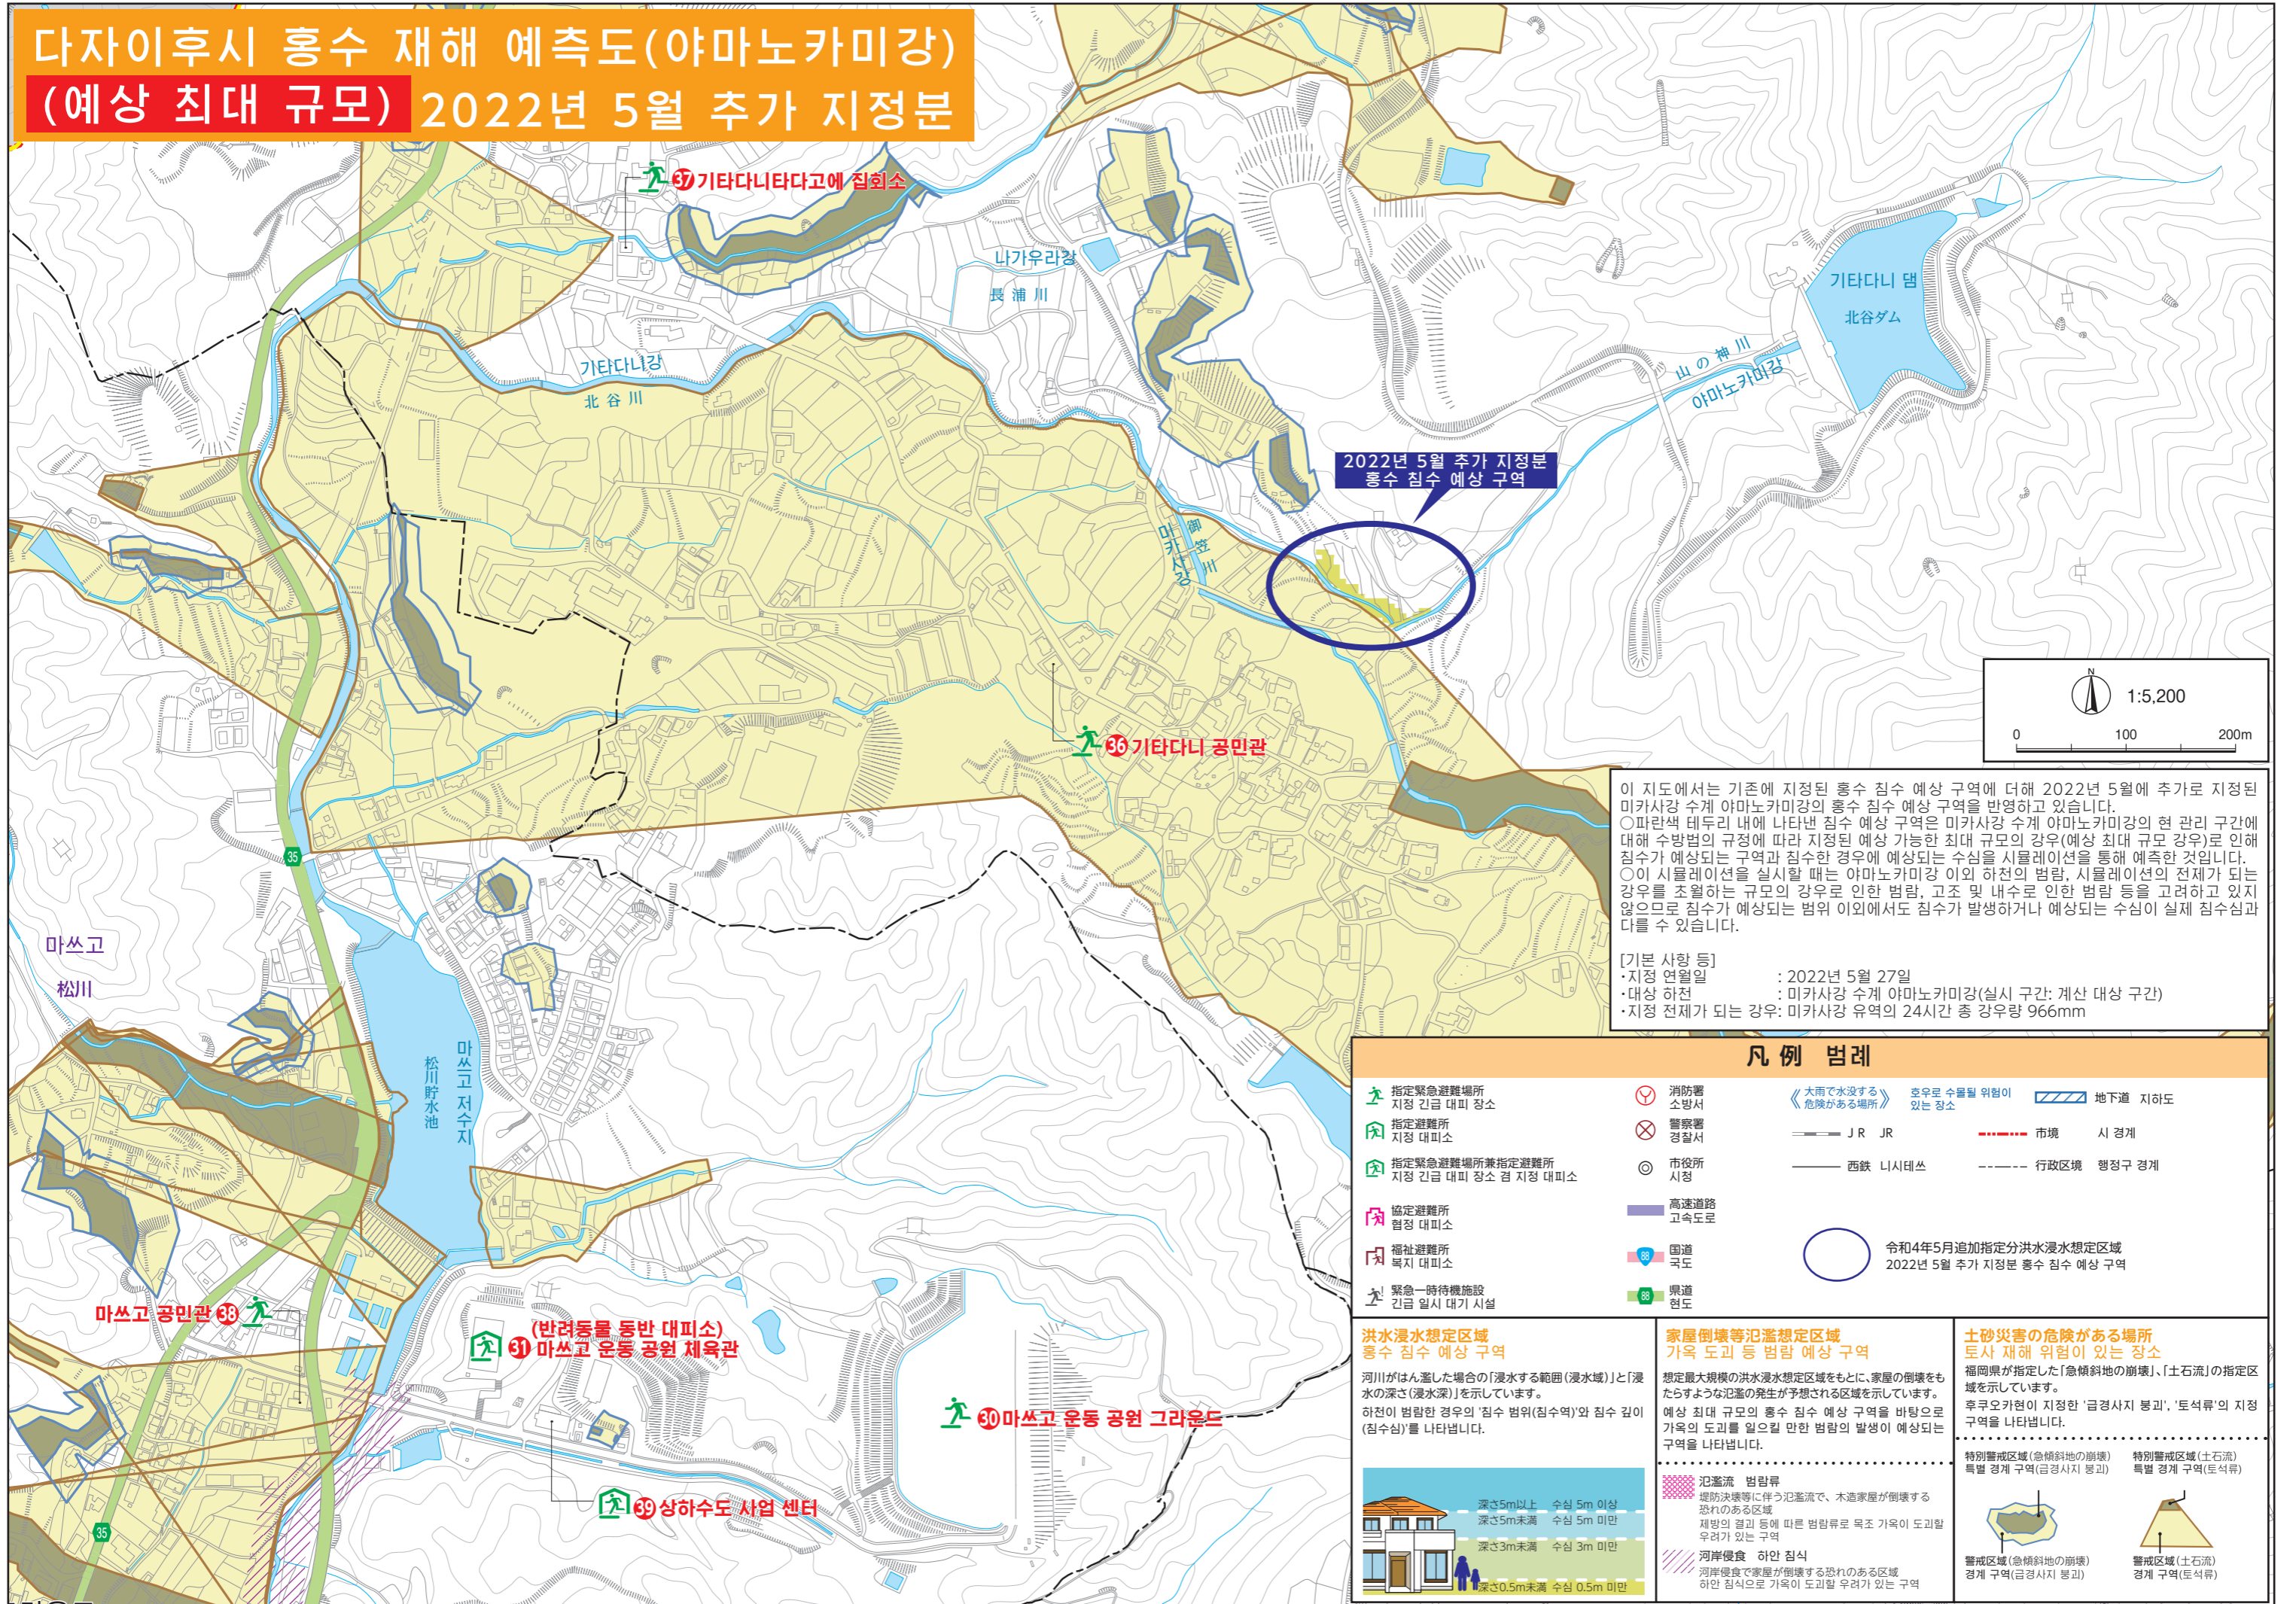 다자이후시 홍수 재해 예측도(야마노카미강)
(예상 최대 규모) 2022년 5월 추가 지정분
37 기타다니타다고에 집회소
나가우라강
長浦川
기타다니 댐
北谷ダム
기타다니강
北谷川
山の神川
야마노카미강
2022년 5월 추가 지정분
홍수 침수 예상 구역
御笠川
미카사강
36 기타다니 공민관
N
1:5,200
0 100 200m
이 지도에서는 기존에 지정된 홍수 침수 예상 구역에 더해 2022년 5월에 추가로 지정된
미카사강 수계 야마노카미강의 홍수 침수 예상 구역을 반영하고 있습니다.
○파란색 테두리 내에 나타낸 침수 예상 구역은 미카사강 수계 야마노카미강의 현 관리 구간에
대해 수방법의 규정에 따라 지정된 예상 가능한 최대 규모의 강우(예상 최대 규모 강우)로 인해
침수가 예상되는 구역과 침수한 경우에 예상되는 수심을 시뮬레이션을 통해 예측한 것입니다.
○이 시뮬레이션을 실시할 때는 야마노카미강 이외 하천의 범람, 시뮬레이션의 전제가 되는
강우를 초월하는 규모의 강우로 인한 범람, 고조 및 내수로 인한 범람 등을 고려하고 있지
않으므로 침수가 예상되는 범위 이외에서도 침수가 발생하거나 예상되는 수심이 실제 침수심과
다를 수 있습니다.
[기본 사항 등]
・지정 연월일 : 2022년 5월 27일
・대상 하천 : 미카사강 수계 야마노카미강(실시 구간: 계산 대상 구간)
・지정 전제가 되는 강우: 미카사강 유역의 24시간 총 강우량 966mm
35
마쓰고
松川
마쓰고 저수지
松川貯水池
마쓰고 공민관 38
(반려동물 동반 대피소)
31 마쓰고 운동 공원 체육관
30 마쓰고 운동 공원 그라운드
39 상하수도 사업 센터
35
凡例 범례
指定緊急避難場所
지정 긴급 대피 장소
指定避難所
지정 대피소
指定緊急避難場所兼指定避難所
지정 긴급 대피 장소 겸 지정 대피소
協定避難所
협정 대피소
福祉避難所
복지 대피소
緊急一時待機施設
긴급 일시 대기 시설
消防署
소방서
警察署
경찰서
市役所
시청
高速道路
고속도로
88 国道
국도
88 県道
현도
《大雨で水没する危険がある場所》 호우로 수몰될 위험이 있는 장소
地下道 지하도
JR JR
市境 시 경계
西鉄 니시테쓰
行政区境 행정구 경계
令和4年5月追加指定分洪水浸水想定区域
2022년 5월 추가 지정분 홍수 침수 예상 구역
洪水浸水想定区域
홍수 침수 예상 구역
河川がはん濫した場合の「浸水する範囲(浸水域)」と「浸
水の深さ(浸水深)」を示しています。
하천이 범람한 경우의 '침수 범위(침수역)'와 침수 깊이
(침수심)'를 나타냅니다.
深さ5m以上 수심 5m 이상
深さ5m未満 수심 5m 미만
深さ3m未満 수심 3m 미만
深さ0.5m未満 수심 0.5m 미만
家屋倒壊等氾濫想定区域
가옥 도괴 등 범람 예상 구역
想定最大規模の洪水浸水想定区域をもとに、家屋の倒壊をも
たらすような氾濫の発生が予想される区域を示しています。
예상 최대 규모의 홍수 침수 예상 구역을 바탕으로
가옥의 도괴를 일으킬 만한 범람의 발생이 예상되는
구역을 나타냅니다.
氾濫流 범람류
堤防決壊等に伴う氾濫流で、木造家屋が倒壊する
恐れのある区域
제방의 결괴 등에 따른 범람류로 목조 가옥이 도괴할
우려가 있는 구역
河岸侵食 하안 침식
河岸侵食で家屋が倒壊する恐れのある区域
하안 침식으로 가옥이 도괴할 우려가 있는 구역
土砂災害の危険がある場所
토사 재해 위험이 있는 장소
福岡県が指定した「急傾斜地の崩壊」、「土石流」の指定区
域を示しています。
후쿠오카현이 지정한 '급경사지 붕괴', '토석류'의 지정
구역을 나타냅니다.
特別警戒区域(急傾斜地の崩壊)
특별 경계 구역(급경사지 붕괴)
特別警戒区域(土石流)
특별 경계 구역(토석류)
警戒区域(急傾斜地の崩壊)
경계 구역(급경사지 붕괴)
警戒区域(土石流)
경계 구역(토석류)